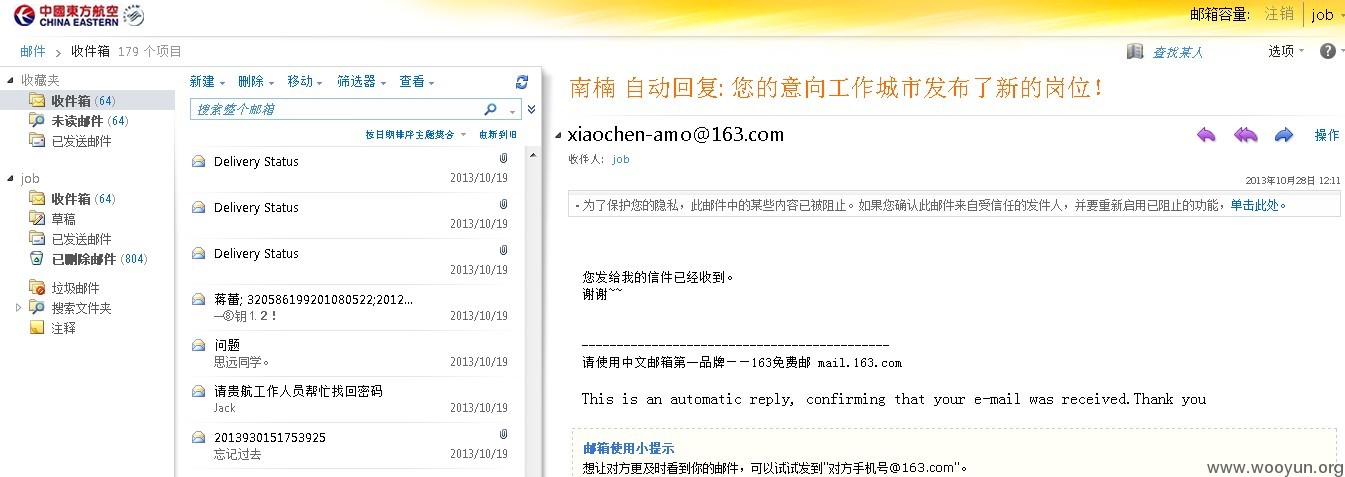 中國東方航空
CHINA EASTERN
邮箱容量: 注销 job
邮件 > 收件箱 179 个项目
查找某人
选项
收藏夹
收件箱 (64)
未读邮件 (64)
已发送邮件
job
收件箱 (64)
草稿
已发送邮件
已删除邮件 (804)
垃圾邮件
搜索文件夹
注释
新建 删除 移动 筛选器 查看
搜索整个邮箱
按日期排序主题集合 由新到旧
Delivery Status
2013/10/19
Delivery Status
2013/10/19
Delivery Status
2013/10/19
蒋蕾; 320586199201080522;2012...
2013/10/19
问题
思远同学。 2013/10/19
请贵航工作人员帮忙找回密码
Jack 2013/10/19
2013930151753925
忘记过去 2013/10/19
南楠 自动回复: 您的意向工作城市发布了新的岗位！
xiaochen-amo@163.com
操作
收件人: job
2013年10月28日 12:11
- 为了保护您的隐私，此邮件中的某些内容已被阻止。如果您确认此邮件来自受信任的发件人，并要重新启用已阻止的功能，单击此处。
您发给我的信件已经收到。
谢谢~~
--------------------------------------------
请使用中文邮箱第一品牌－－163免费邮 mail.163.com
This is an automatic reply, confirming that your e-mail was received.Thank you
邮箱使用小提示
想让对方更及时看到你的邮件，可以试试发到"对方手机号@163.com"。
www.wooyun.org